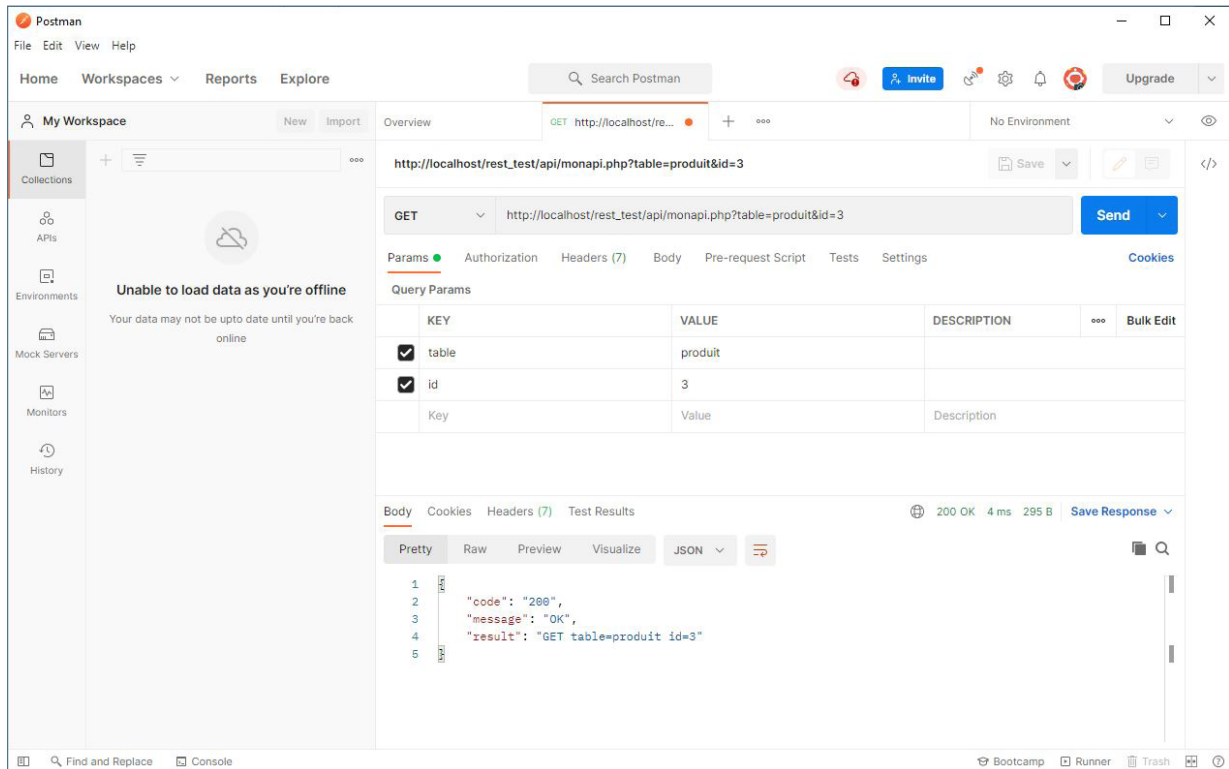 Postman
File Edit View Help
Home Workspaces Reports Explore Search Postman Invite Upgrade
My Workspace New Import Overview GET http://localhost/re... No Environment
http://localhost/rest_test/api/monapi.php?table=produit&id=3 Save
Collections
APIs
Environments
Mock Servers
Monitors
History
Unable to load data as you're offline
Your data may not be upto date until you're back
online
GET http://localhost/rest_test/api/monapi.php?table=produit&id=3 Send
Params Authorization Headers (7) Body Pre-request Script Tests Settings Cookies
Query Params
KEY VALUE DESCRIPTION Bulk Edit
table produit
id 3
Key Value Description
Body Cookies Headers (7) Test Results 200 OK 4 ms 295 B Save Response
Pretty Raw Preview Visualize JSON
1 {
2 "code": "200",
3 "message": "OK",
4 "result": "GET table=produit id=3"
5 }
Find and Replace Console Bootcamp Runner Trash